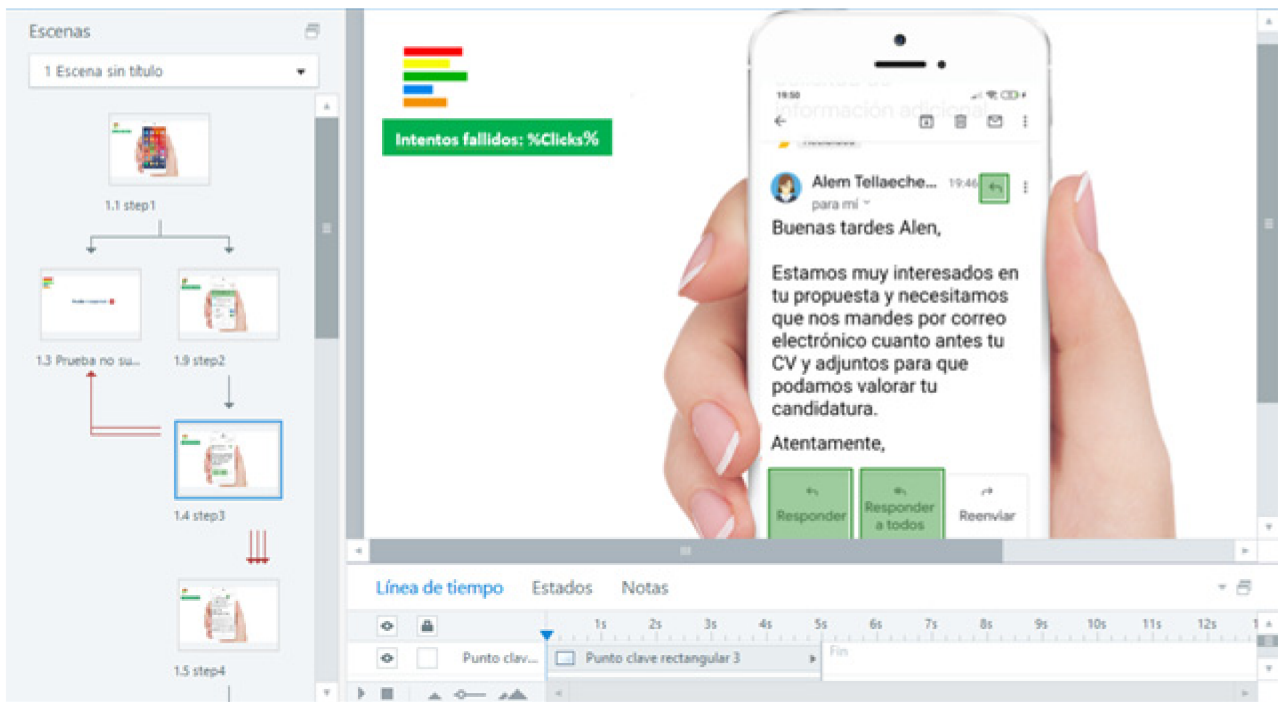 Escenas
1 Escena sin título
1.1 step1
1.3 Prueba no su...
1.9 step2
1.4 step3
1.5 step4
Intentos fallidos: %Clicks%
19:50
información adicional
Alem Tellaeche... 19:46
para mí
Buenas tardes Alen,
Estamos muy interesados en
tu propuesta y necesitamos
que nos mandes por correo
electrónico cuanto antes tu
CV y adjuntos para que
podamos valorar tu
candidatura.
Atentamente,
Responder
Responder
a todos
Reenviar
Línea de tiempo Estados Notas
1s 2s 3s 4s 5s 6s 7s 8s 9s 10s 11s 12s
Punto clav... Punto clave rectangular 3 Fin